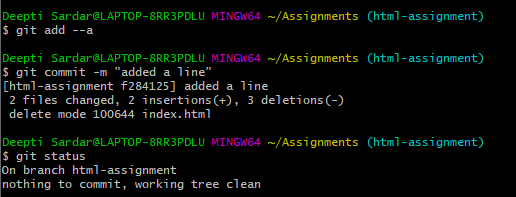 Deepti Sardar@LAPTOP-8RR3PDLU MINGW64 ~/Assignments (html-assignment)
$ git add --a
Deepti Sardar@LAPTOP-8RR3PDLU MINGW64 ~/Assignments (html-assignment)
$ git commit -m "added a line"
[html-assignment f284125] added a line
 2 files changed, 2 insertions(+), 3 deletions(-)
 delete mode 100644 index.html
Deepti Sardar@LAPTOP-8RR3PDLU MINGW64 ~/Assignments (html-assignment)
$ git status
On branch html-assignment
nothing to commit, working tree clean